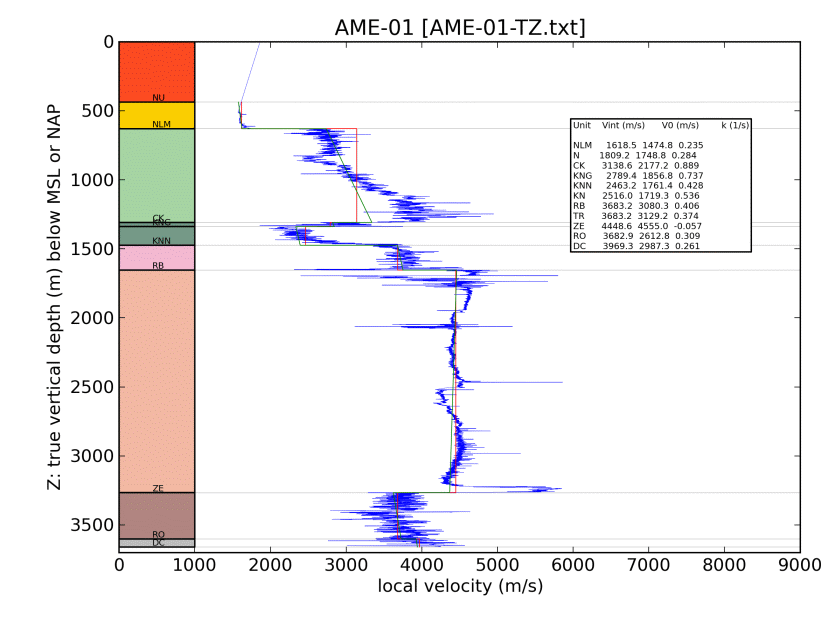 AME-01 [AME-01-TZ.txt]
0
500
1000
1500
2000
2500
3000
3500
Z: true vertical depth (m) below MSL or NAP
NU
NLM
CK
KNG
KNN
RB
ZE
RO
DC
Unit Vint (m/s) V0 (m/s) k (1/s)
NLM 1618.5 1474.8 0.235
N 1809.2 1748.8 0.284
CK 3138.6 2177.2 0.889
KNG 2789.4 1856.8 0.737
KNN 2463.2 1761.4 0.428
KN 2516.0 1719.3 0.536
RB 3683.2 3080.3 0.406
TR 3683.2 3129.2 0.374
ZE 4448.6 4555.0 -0.057
RO 3682.9 2612.8 0.309
DC 3969.3 2987.3 0.261
0 1000 2000 3000 4000 5000 6000 7000 8000 9000
local velocity (m/s)